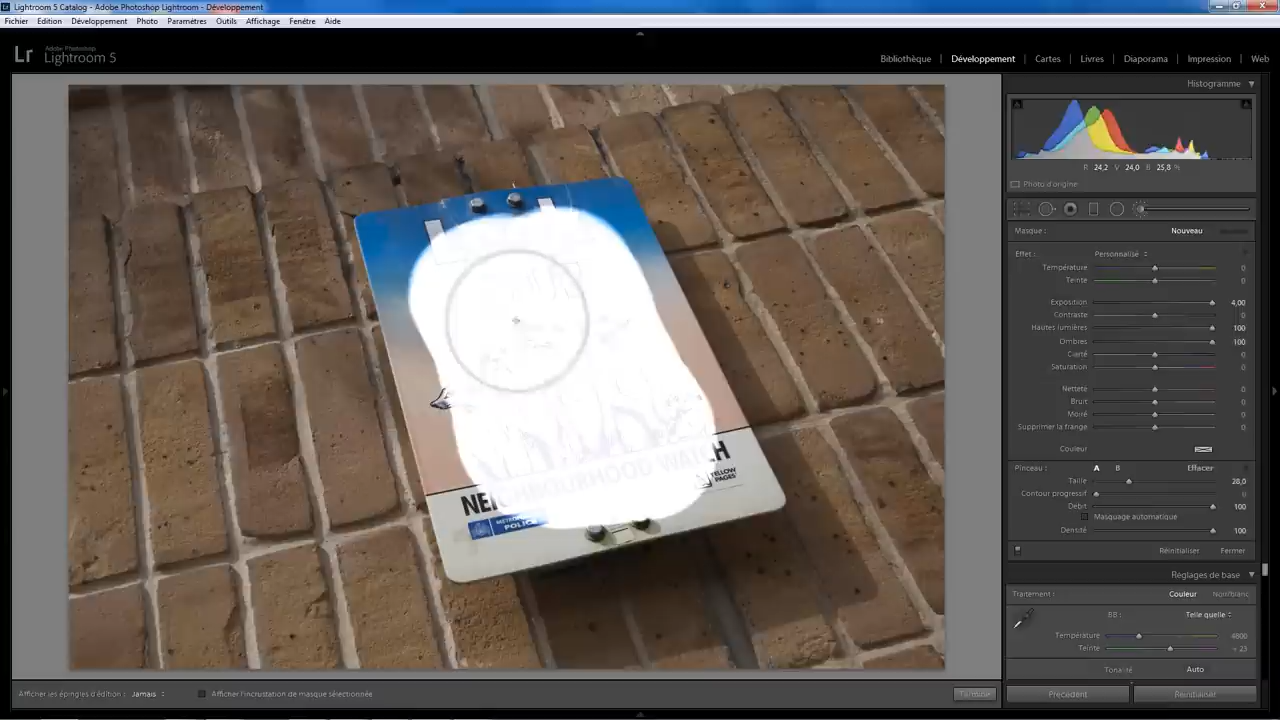 Lightroom 5 Catalog - Adobe Photoshop Lightroom - Développement
Fichier Edition Développement Photo Paramètres Outils Affichage Fenêtre Aide
Lr Adobe Photoshop
Lightroom 5
Bibliothèque | Développement | Cartes | Livres | Diaporama | Impression | Web
Histogramme
R 24,2 V 24,0 B 25,8 %
Photo d'origine
Masque : Nouveau
Effet : Personnalisé
Température 0
Teinte 0
Exposition 4,00
Contraste 0
Hautes lumières 100
Ombres 100
Clarté 0
Saturation 0
Netteté 0
Bruit 0
Moiré 0
Supprimer la frange 0
Couleur
Pinceau : A B Effacer
Taille 28,0
Contour progressif 0
Débit 100
Masquage automatique
Densité 100
Réinitialiser Fermer
Réglages de base
Traitement : Couleur Noir/blanc
BB : Telle quelle
Température 4800
Teinte + 23
Tonalité Auto
Précédent Réinitialiser
NEIGHBOURHOOD WATCH
YELLOW
PAGES
POLICE
Afficher les épingles d'édition : Jamais Afficher l'incrustation de masque sélectionnée Terminé